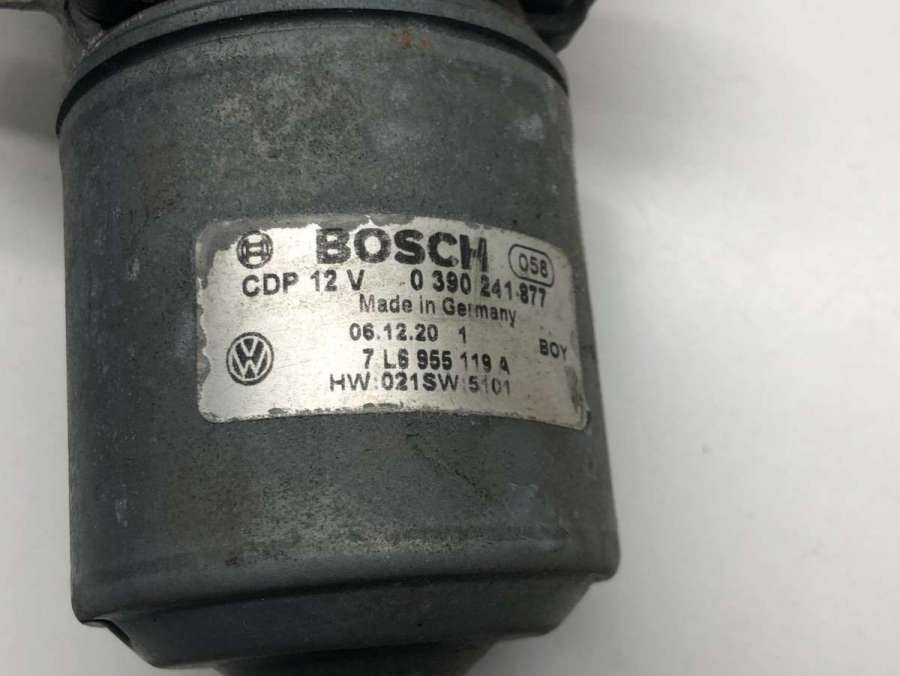 BOSCH 058
CDP 12 V 0 390 241 877
Made in Germany
06.12.20 1 BOY
7 L6 955 119 A
HW:021SW:5101